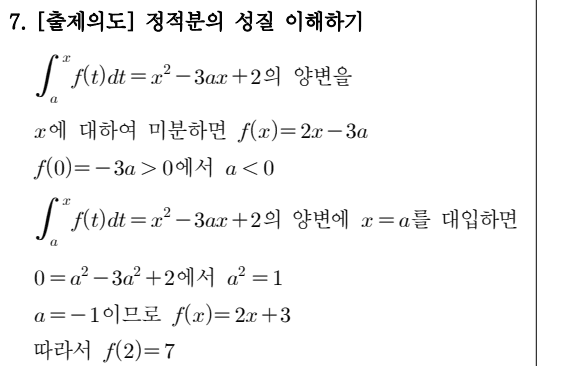 7. [출제의도] 정적분의 성질 이해하기
∫ₐˣ f(t)dt = x² − 3ax + 2의 양변을
x에 대하여 미분하면 f(x) = 2x − 3a
f(0) = − 3a > 0에서 a < 0
∫ₐˣ f(t)dt = x² − 3ax + 2의 양변에 x = a를 대입하면
0 = a² − 3a² + 2에서 a² = 1
a = − 1이므로 f(x) = 2x + 3
따라서 f(2) = 7